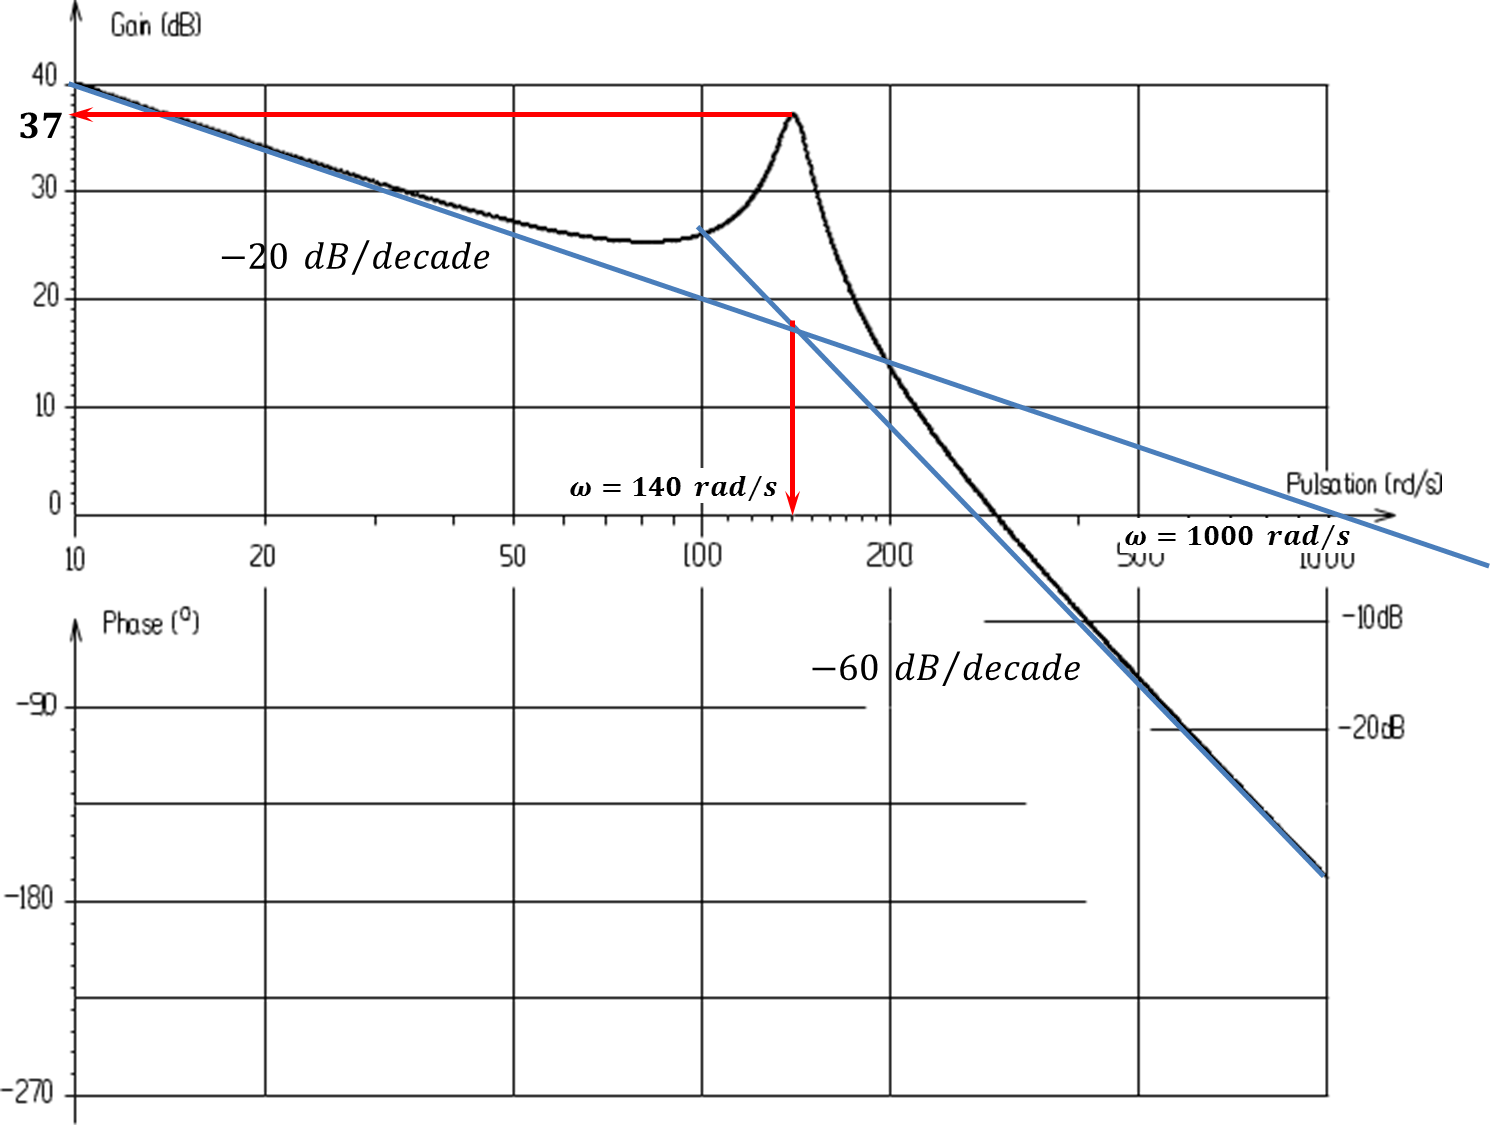 Gain (dB)
40
37
30
−20 dB/decade
20
10
ω = 140 rad/s
Pulsation (rd/s)
0
ω = 1000 rad/s
10
20
50
100
200
500
1000
Phase (°)
−10dB
−60 dB/decade
−90
−20dB
−180
−270